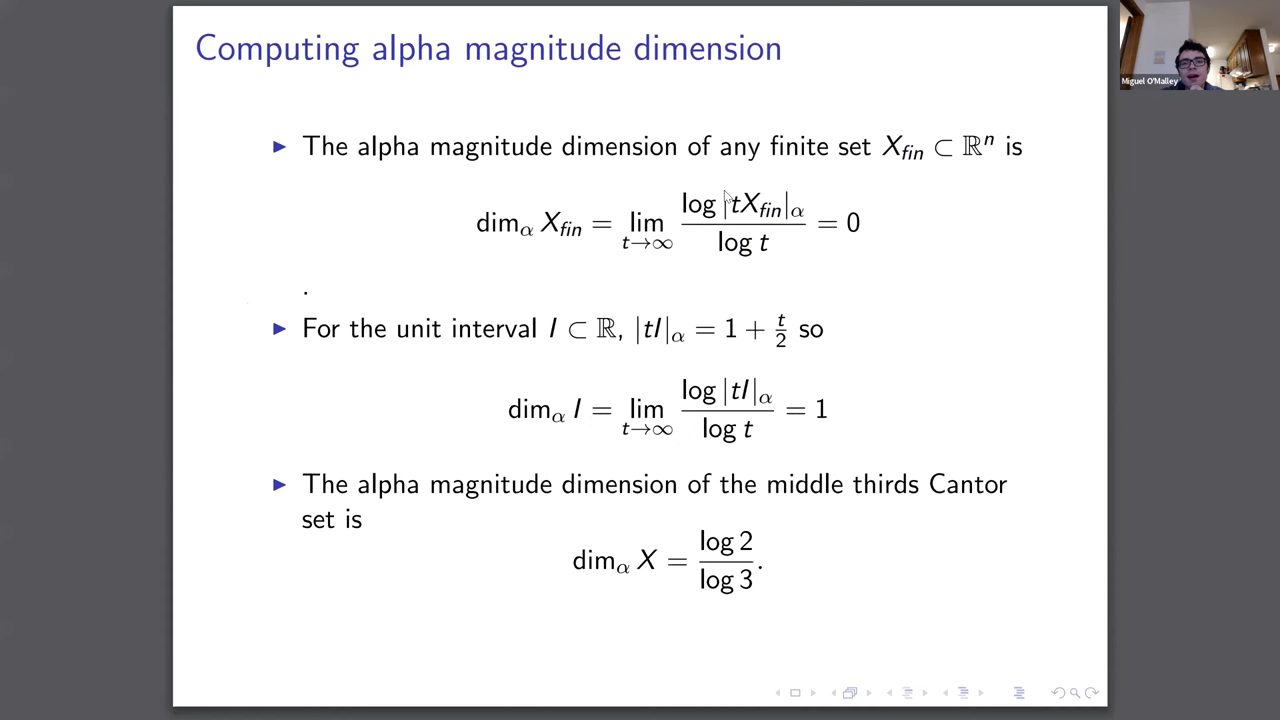 Computing alpha magnitude dimension
▶ The alpha magnitude dimension of any finite set X_fin ⊂ ℝⁿ is
dim_α X_fin = lim_{t→∞} log |tX_fin|_α / log t = 0
.
▶ For the unit interval I ⊂ ℝ, |tI|_α = 1 + t/2 so
dim_α I = lim_{t→∞} log |tI|_α / log t = 1
▶ The alpha magnitude dimension of the middle thirds Cantor
set is
dim_α X = log 2 / log 3.
Miguel O'Malley